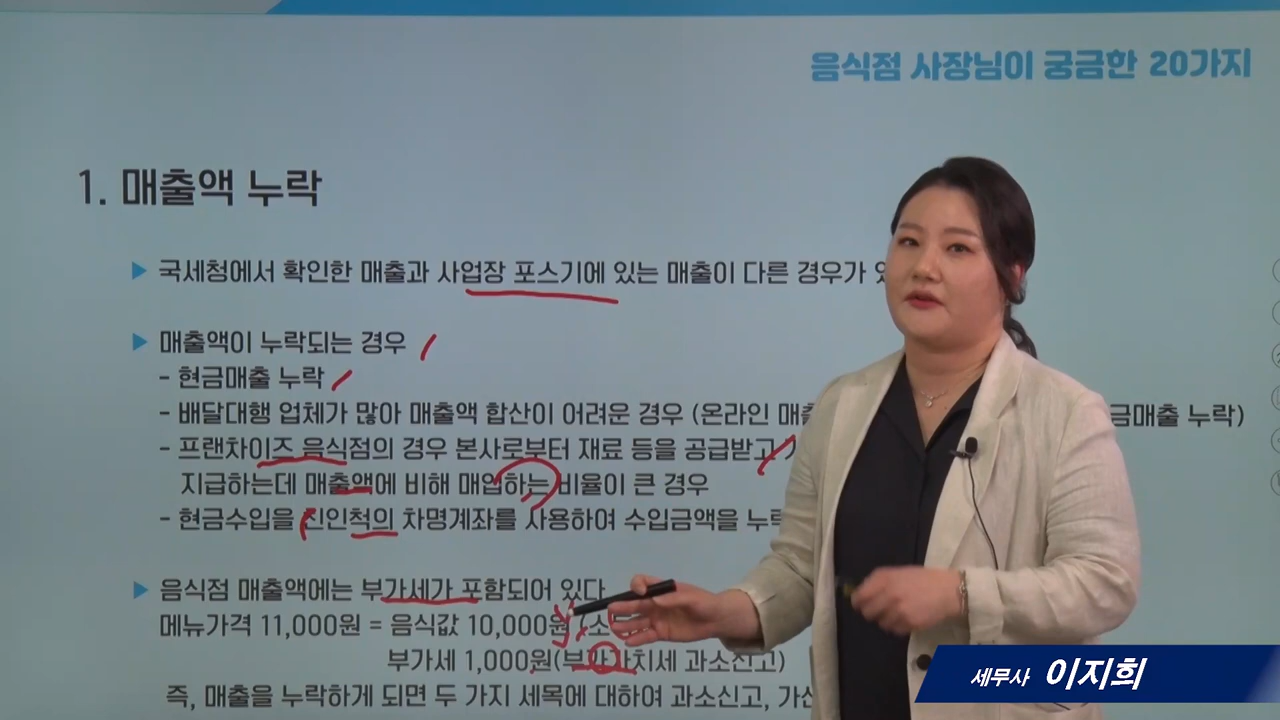 음식점 사장님이 궁금한 20가지
1. 매출액 누락
▶ 국세청에서 확인한 매출과 사업장 포스기에 있는 매출이 다른 경우가
▶ 매출액이 누락되는 경우
- 현금매출 누락
- 배달대행 업체가 많아 매출액 합산이 어려운 경우 (온라인 금매출 누락)
- 프랜차이즈 음식점의 경우 본사로부터 재료 등을 공급받고
지급하는데 매출액에 비해 매입하는 비율이 큰 경우
- 현금수입을 친인척의 차명계좌를 사용하여 수입금액을
▶ 음식점 매출액에는 부가세가 포함되어 있다
메뉴가격 11,000원 = 음식값 10,000원
부가세 1,000원(부가가치세 과소신고)
즉, 매출을 누락하게 되면 두 가지 세목에 대하여 과소신고,
세무사 이지희